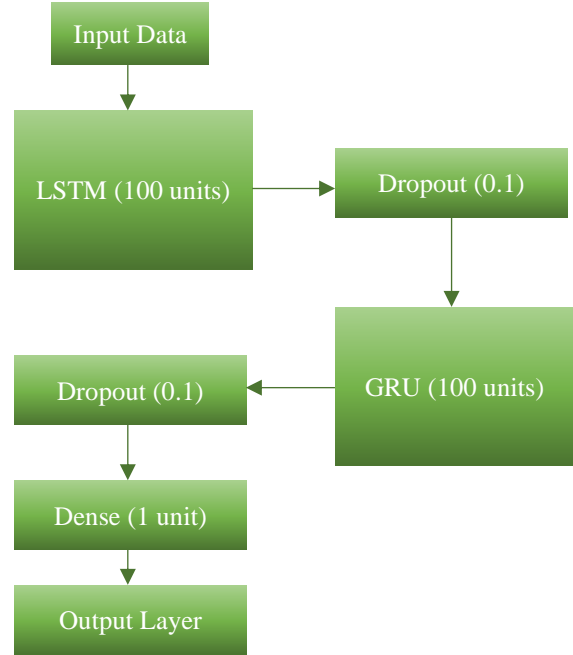 Input Data
LSTM (100 units)
Dropout (0.1)
GRU (100 units)
Dropout (0.1)
Dense (1 unit)
Output Layer